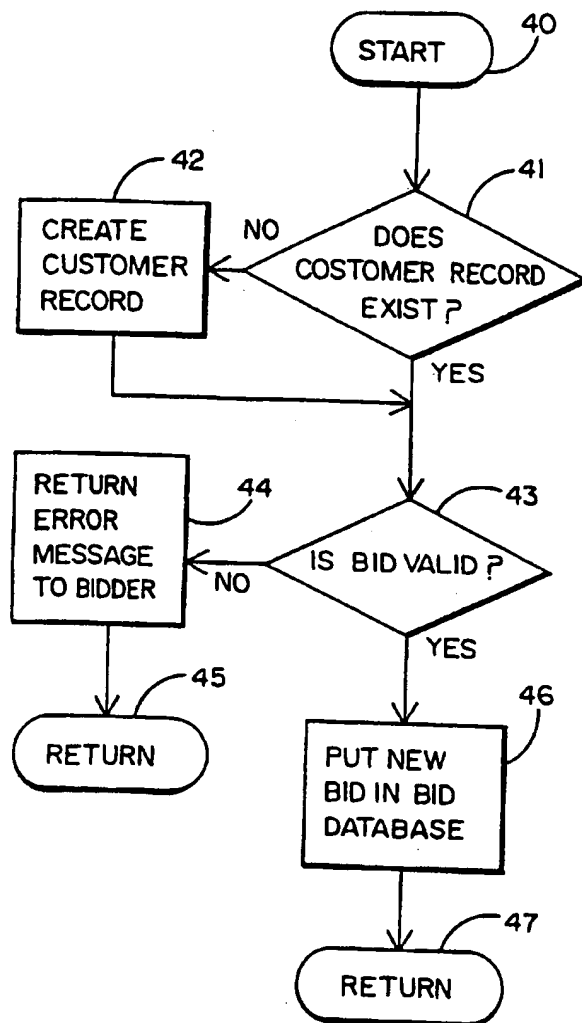 START
40
42
41
NO
CREATE
CUSTOMER
RECORD
DOES
COSTOMER RECORD
EXIST?
YES
RETURN
ERROR
MESSAGE
TO BIDDER
44
43
IS BID VALID?
NO
YES
45
RETURN
46
PUT NEW
BID IN BID
DATABASE
47
RETURN